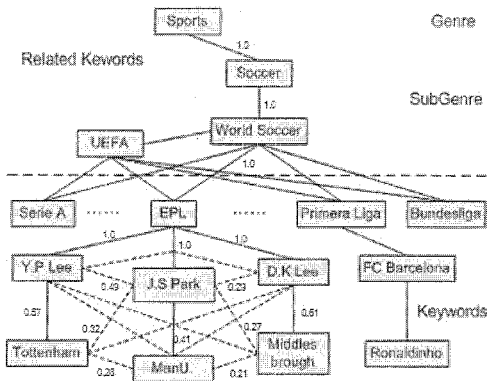 Sports
Genre
1.0
Related Kewords
Soccer
1.0
SubGenre
World Soccer
UEFA
1.0
Serie A
EPL
Primera Liga
Bundesliga
1.0
1.0
1.0
Y.P Lee
J.S Park
D.K Lee
FC Barcelona
0.49
0.29
0.57
0.32
0.41
0.27
0.61
Keywords
Tottenham
ManU.
Middles
brough
Ronaldinho
0.28
0.21